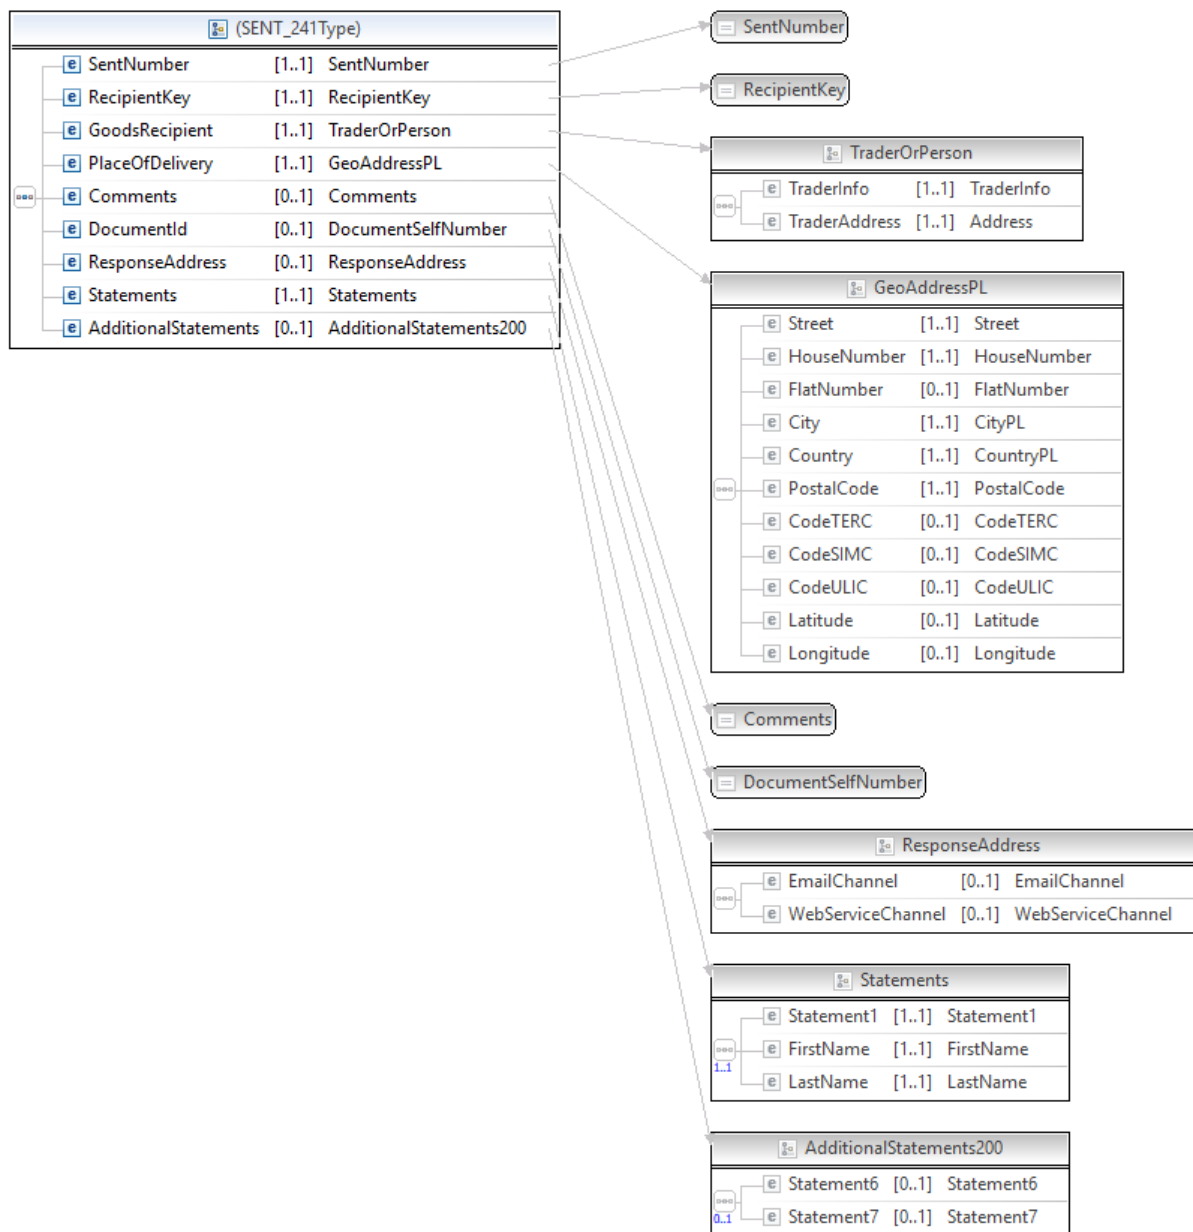 (SENT_241Type)
e SentNumber [1..1] SentNumber
e RecipientKey [1..1] RecipientKey
e GoodsRecipient [1..1] TraderOrPerson
e PlaceOfDelivery [1..1] GeoAddressPL
e Comments [0..1] Comments
e DocumentId [0..1] DocumentSelfNumber
e ResponseAddress [0..1] ResponseAddress
e Statements [1..1] Statements
e AdditionalStatements [0..1] AdditionalStatements200
SentNumber
RecipientKey
TraderOrPerson
e TraderInfo [1..1] TraderInfo
e TraderAddress [1..1] Address
GeoAddressPL
e Street [1..1] Street
e HouseNumber [1..1] HouseNumber
e FlatNumber [0..1] FlatNumber
e City [1..1] CityPL
e Country [1..1] CountryPL
e PostalCode [1..1] PostalCode
e CodeTERC [0..1] CodeTERC
e CodeSIMC [0..1] CodeSIMC
e CodeULIC [0..1] CodeULIC
e Latitude [0..1] Latitude
e Longitude [0..1] Longitude
Comments
DocumentSelfNumber
ResponseAddress
e EmailChannel [0..1] EmailChannel
e WebServiceChannel [0..1] WebServiceChannel
Statements
e Statement1 [1..1] Statement1
e FirstName [1..1] FirstName
1..1
e LastName [1..1] LastName
AdditionalStatements200
e Statement6 [0..1] Statement6
0..1
e Statement7 [0..1] Statement7